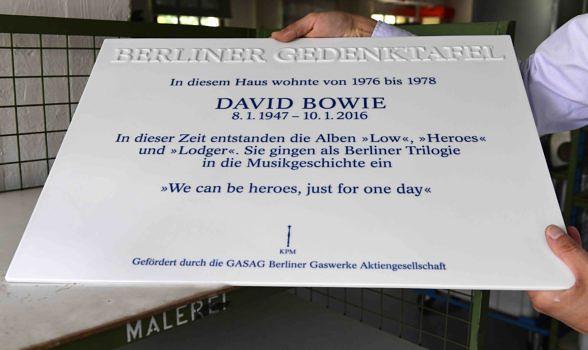 BERLINER GEDENKTAFEL
In diesem Haus wohnte von 1976 bis 1978
DAVID BOWIE
8. 1. 1947 – 10. 1. 2016
In dieser Zeit entstanden die Alben »Low«, »Heroes«
und »Lodger«. Sie gingen als Berliner Trilogie
in die Musikgeschichte ein
»We can be heroes, just for one day«
KPM
Gefördert durch die GASAG Berliner Gaswerke Aktiengesellschaft
MALEREI